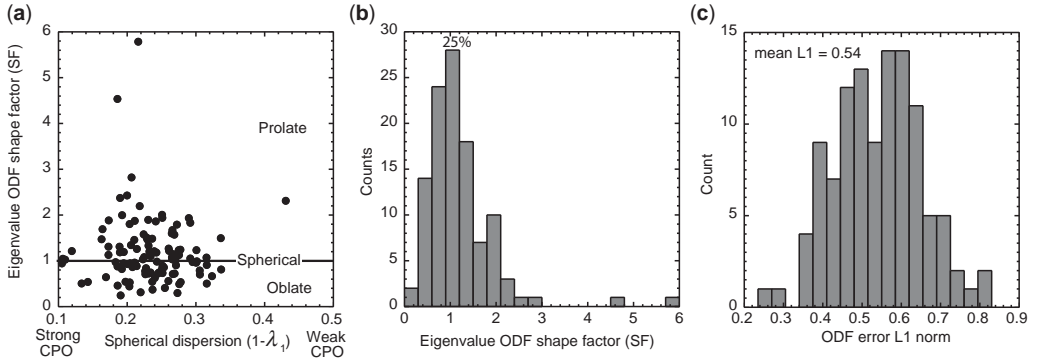 (a)
6
5
4
3
2
1
0
Eigenvalue ODF shape factor (SF)
Prolate
Spherical
Oblate
0.1 0.2 0.3 0.4 0.5
Strong CPO
Spherical dispersion (1-λ1)
Weak CPO
(b)
30
25
20
15
10
5
0
Counts
25%
0 1 2 3 4 5 6
Eigenvalue ODF shape factor (SF)
(c)
15
10
5
0
Count
mean L1 = 0.54
0.2 0.3 0.4 0.5 0.6 0.7 0.8 0.9
ODF error L1 norm